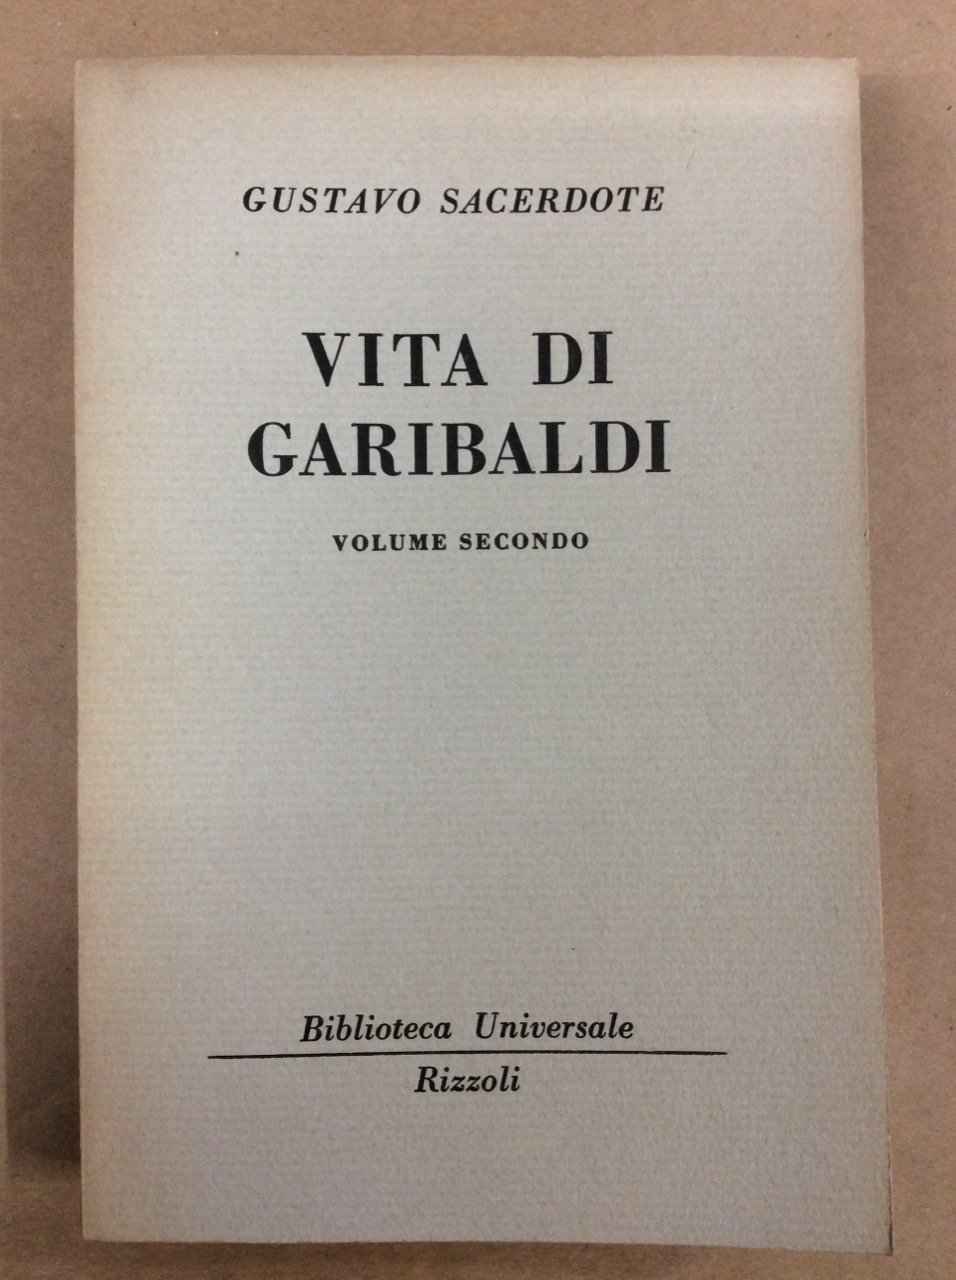 GUSTAVO SACERDOTE
VITA DI
GARIBALDI
VOLUME SECONDO
Biblioteca Universale
Rizzoli